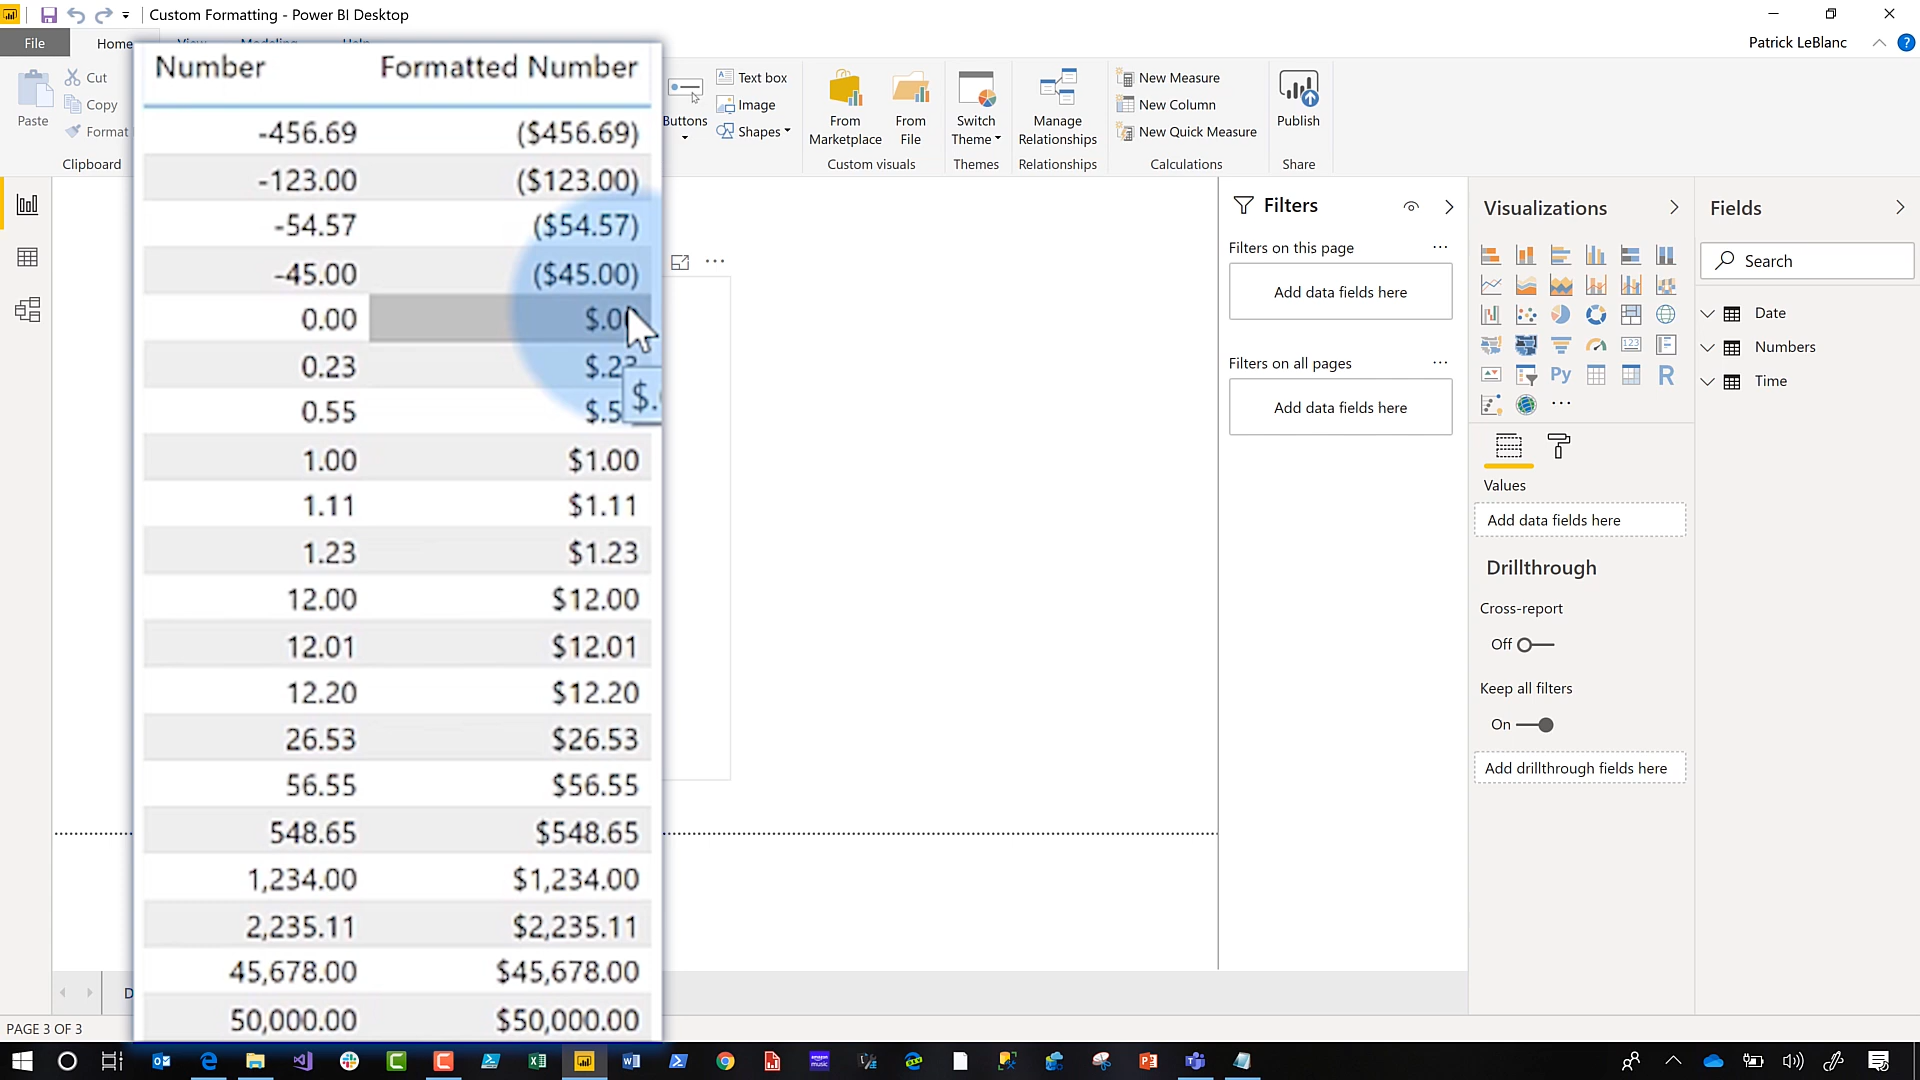 Custom Formatting - Power BI Desktop
Patrick LeBlanc
File
Home
Paste
Cut
Copy
Format
Clipboard
Buttons
Text box
Image
Shapes
From Marketplace
From File
Custom visuals
Switch Theme
Themes
Manage Relationships
Relationships
New Measure
New Column
New Quick Measure
Calculations
Publish
Share
Number Formatted Number
-456.69 ($456.69)
-123.00 ($123.00)
-54.57 ($54.57)
-45.00 ($45.00)
0.00 $.0
0.23 $.23
0.55 $.5
$.
1.00 $1.00
1.11 $1.11
1.23 $1.23
12.00 $12.00
12.01 $12.01
12.20 $12.20
26.53 $26.53
56.55 $56.55
548.65 $548.65
1,234.00 $1,234.00
2,235.11 $2,235.11
45,678.00 $45,678.00
50,000.00 $50,000.00
Filters
Filters on this page
Add data fields here
Filters on all pages
Add data fields here
Visualizations
123
Py
R
Values
Add data fields here
Drillthrough
Cross-report
Off
Keep all filters
On
Add drillthrough fields here
Fields
Search
Date
Numbers
Time
D
PAGE 3 OF 3